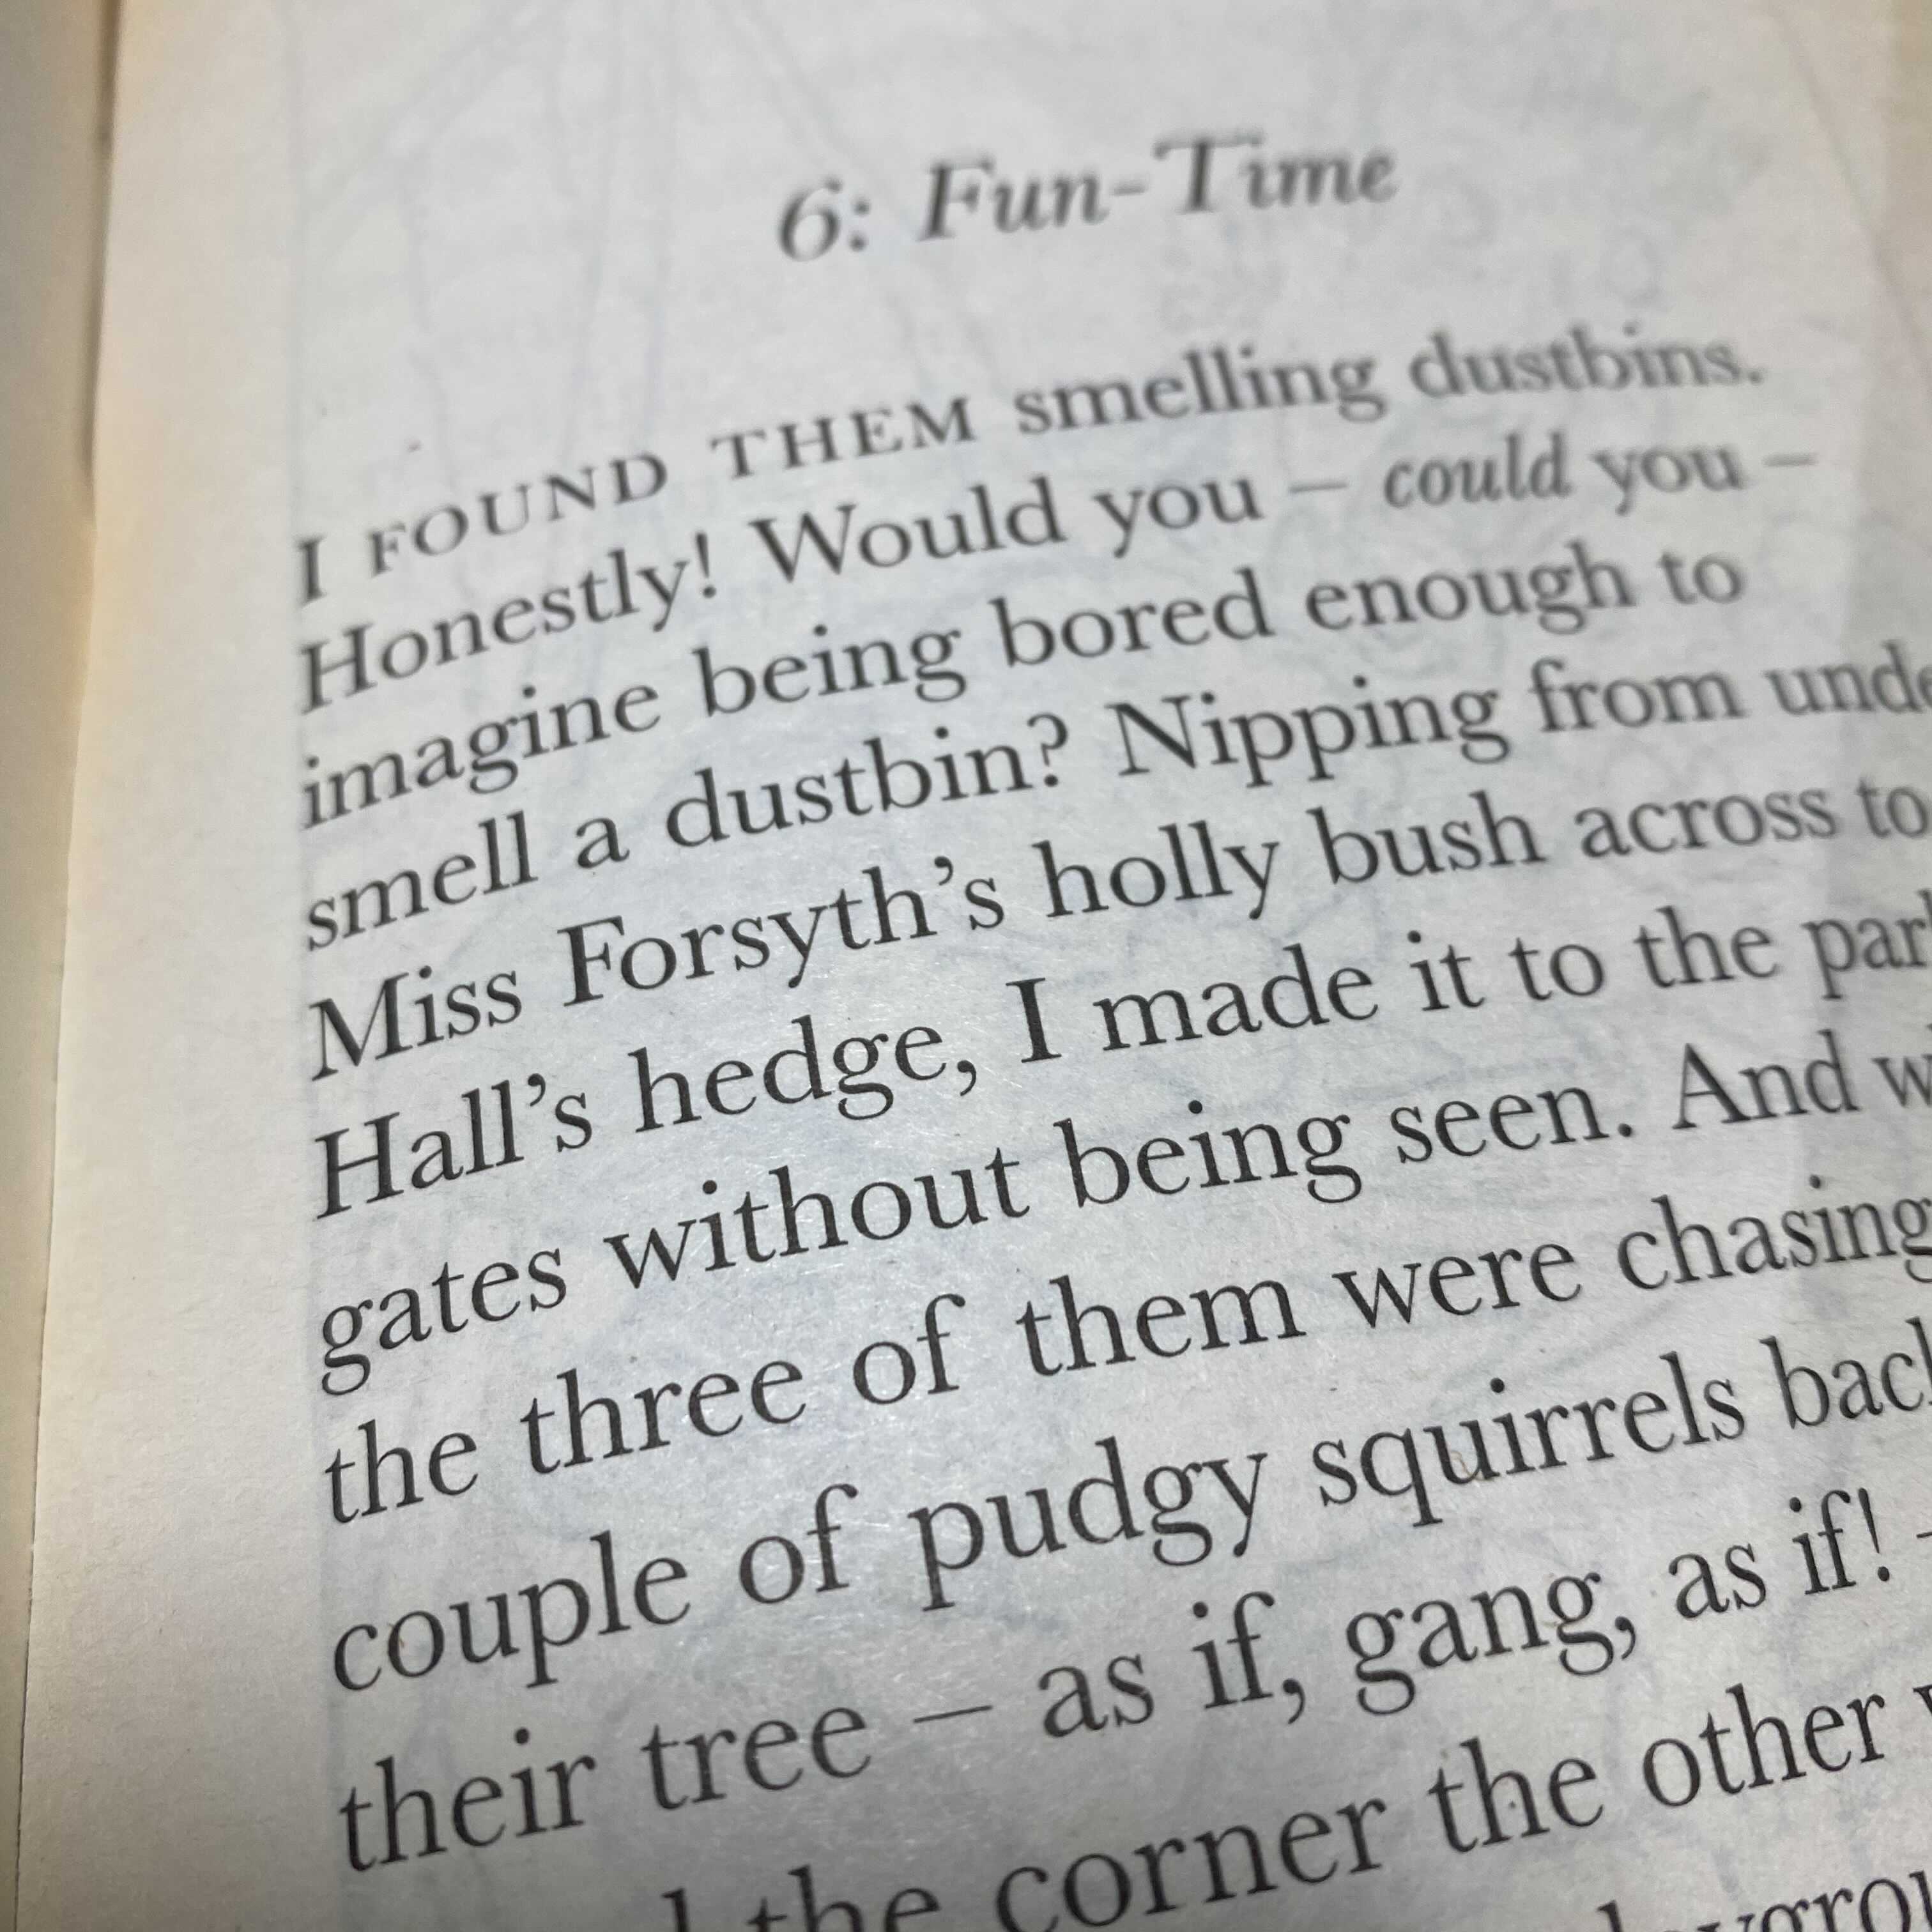 6: Fun-Time
I FOUND THEM smelling dustbins.
Honestly! Would you – could you –
imagine being bored enough to
smell a dustbin? Nipping from
Miss Forsyth's holly bush across to
Hall's hedge, I made it to the
gates without being seen. And
the three of them were chasing
couple of pudgy squirrels
their tree – as if, gang, as if! –
the corner the other